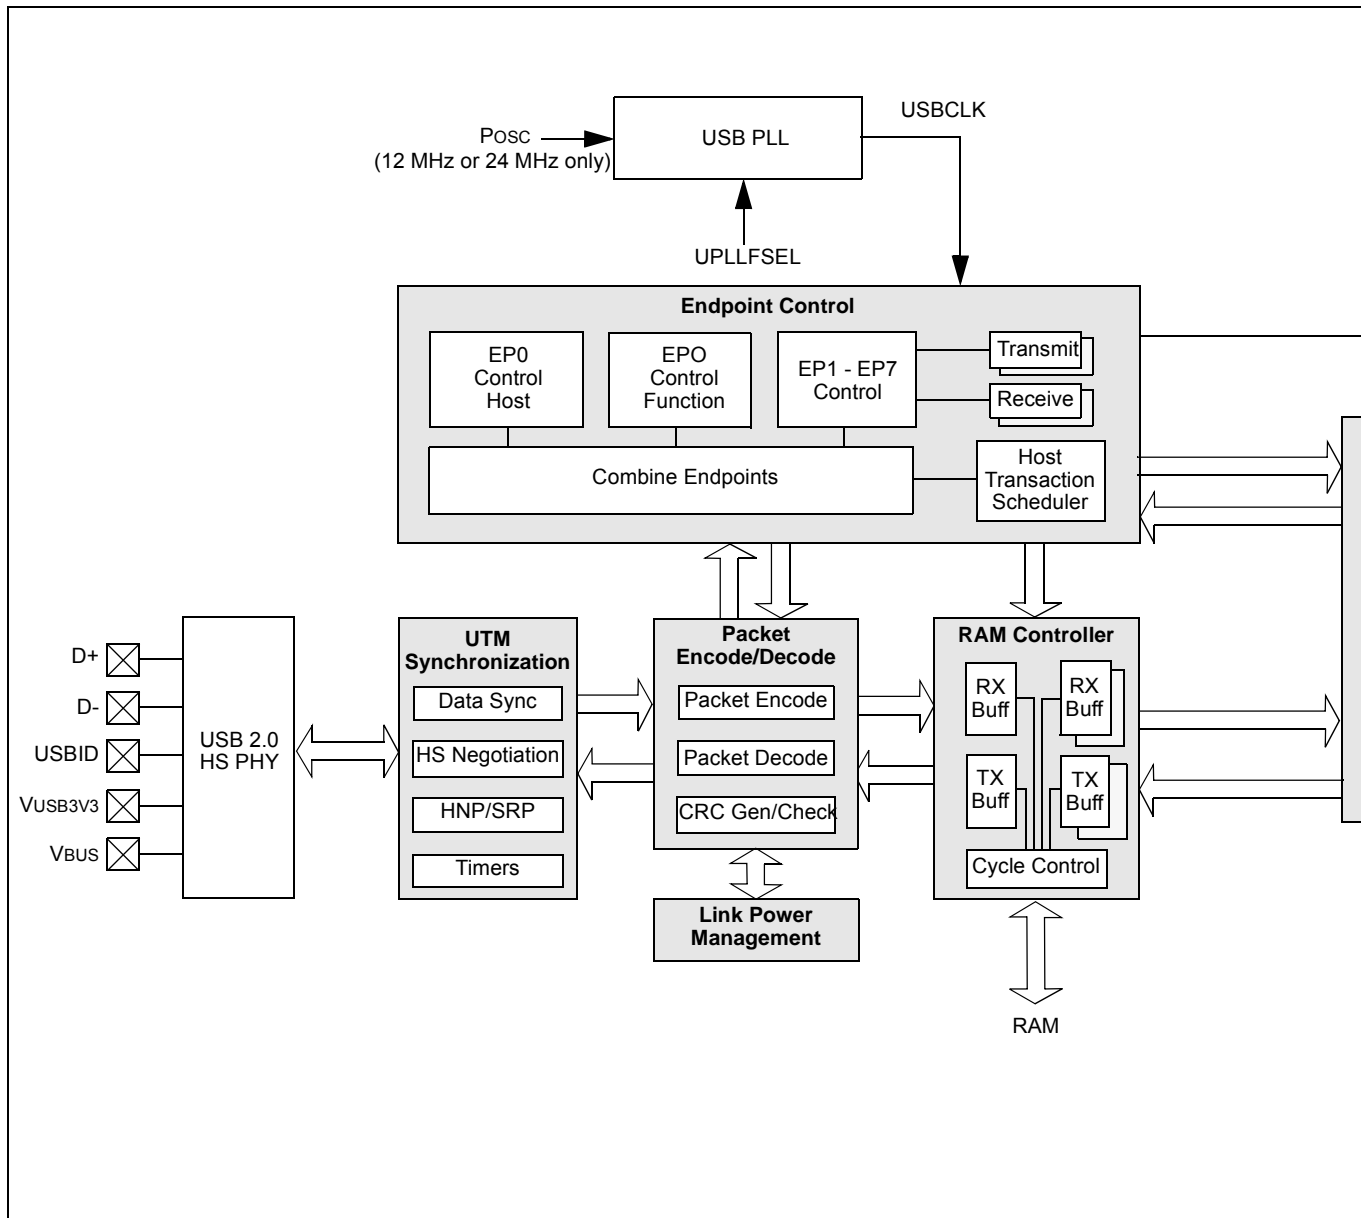 USBCLK
POSC
(12 MHz or 24 MHz only)
USB PLL
UPLLFSEL
Endpoint Control
EP0
Control
Host
EPO
Control
Function
EP1 - EP7
Control
Transmit
Receive
Combine Endpoints
Host
Transaction
Scheduler
D+
D-
USBID
VUSB3V3
VBUS
USB 2.0
HS PHY
UTM
Synchronization
Data Sync
HS Negotiation
HNP/SRP
Timers
Packet
Encode/Decode
Packet Encode
Packet Decode
CRC Gen/Check
Link Power
Management
RAM Controller
RX
Buff
RX
Buff
TX
Buff
TX
Buff
Cycle Control
RAM